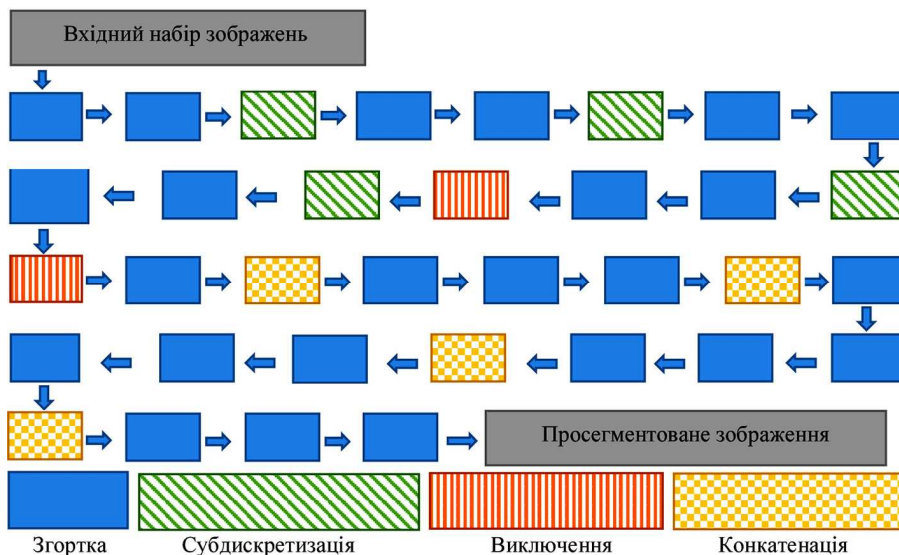 Вхідний набір зображень
Просегментоване зображення
Згортка Субдискретизація Виключення Конкатенація